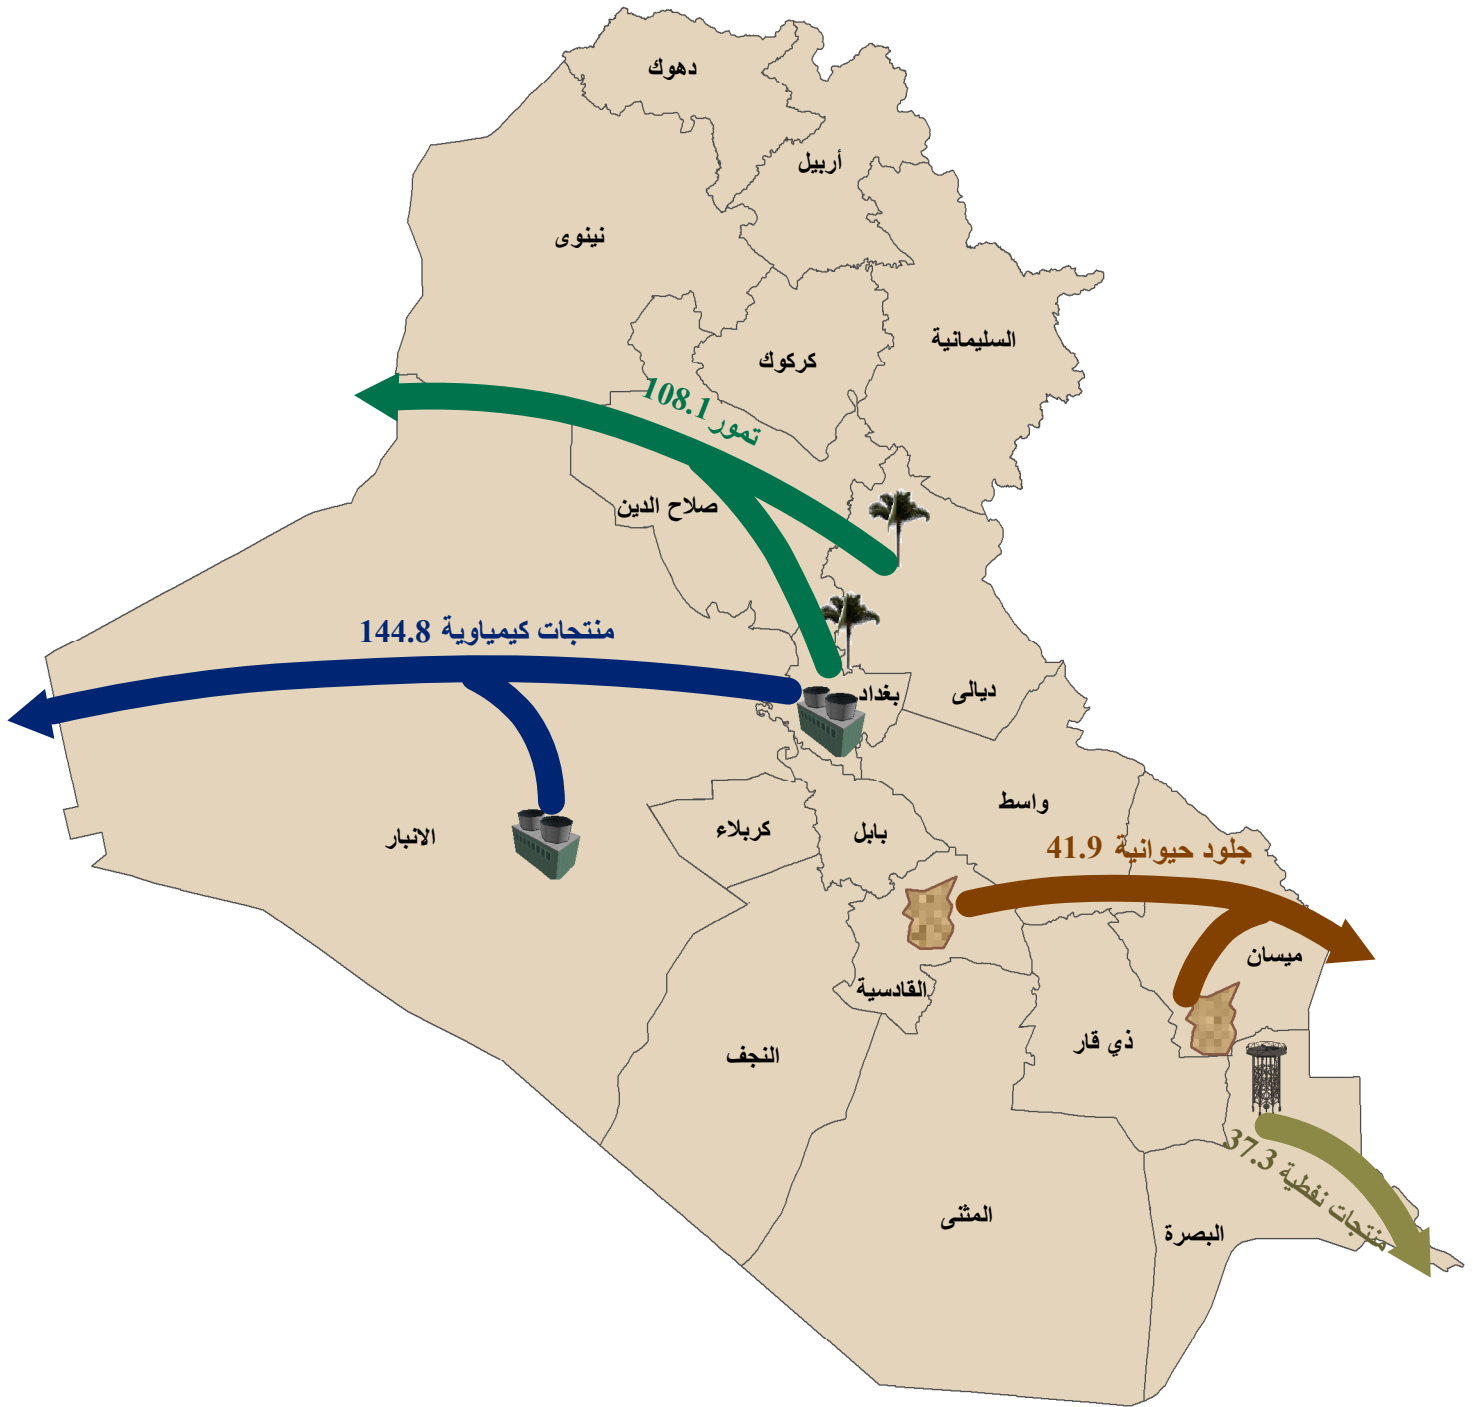 دهوك
أربيل
نينوى
السليمانية
كركوك
تمور 108.1
صلاح الدين
منتجات كيمياوية 144.8
بغداد
ديالى
واسط
كربلاء
بابل
الانبار
جلود حيوانية 41.9
ميسان
القادسية
ذي قار
النجف
منتجات نفطية 37.3
المثنى
البصرة